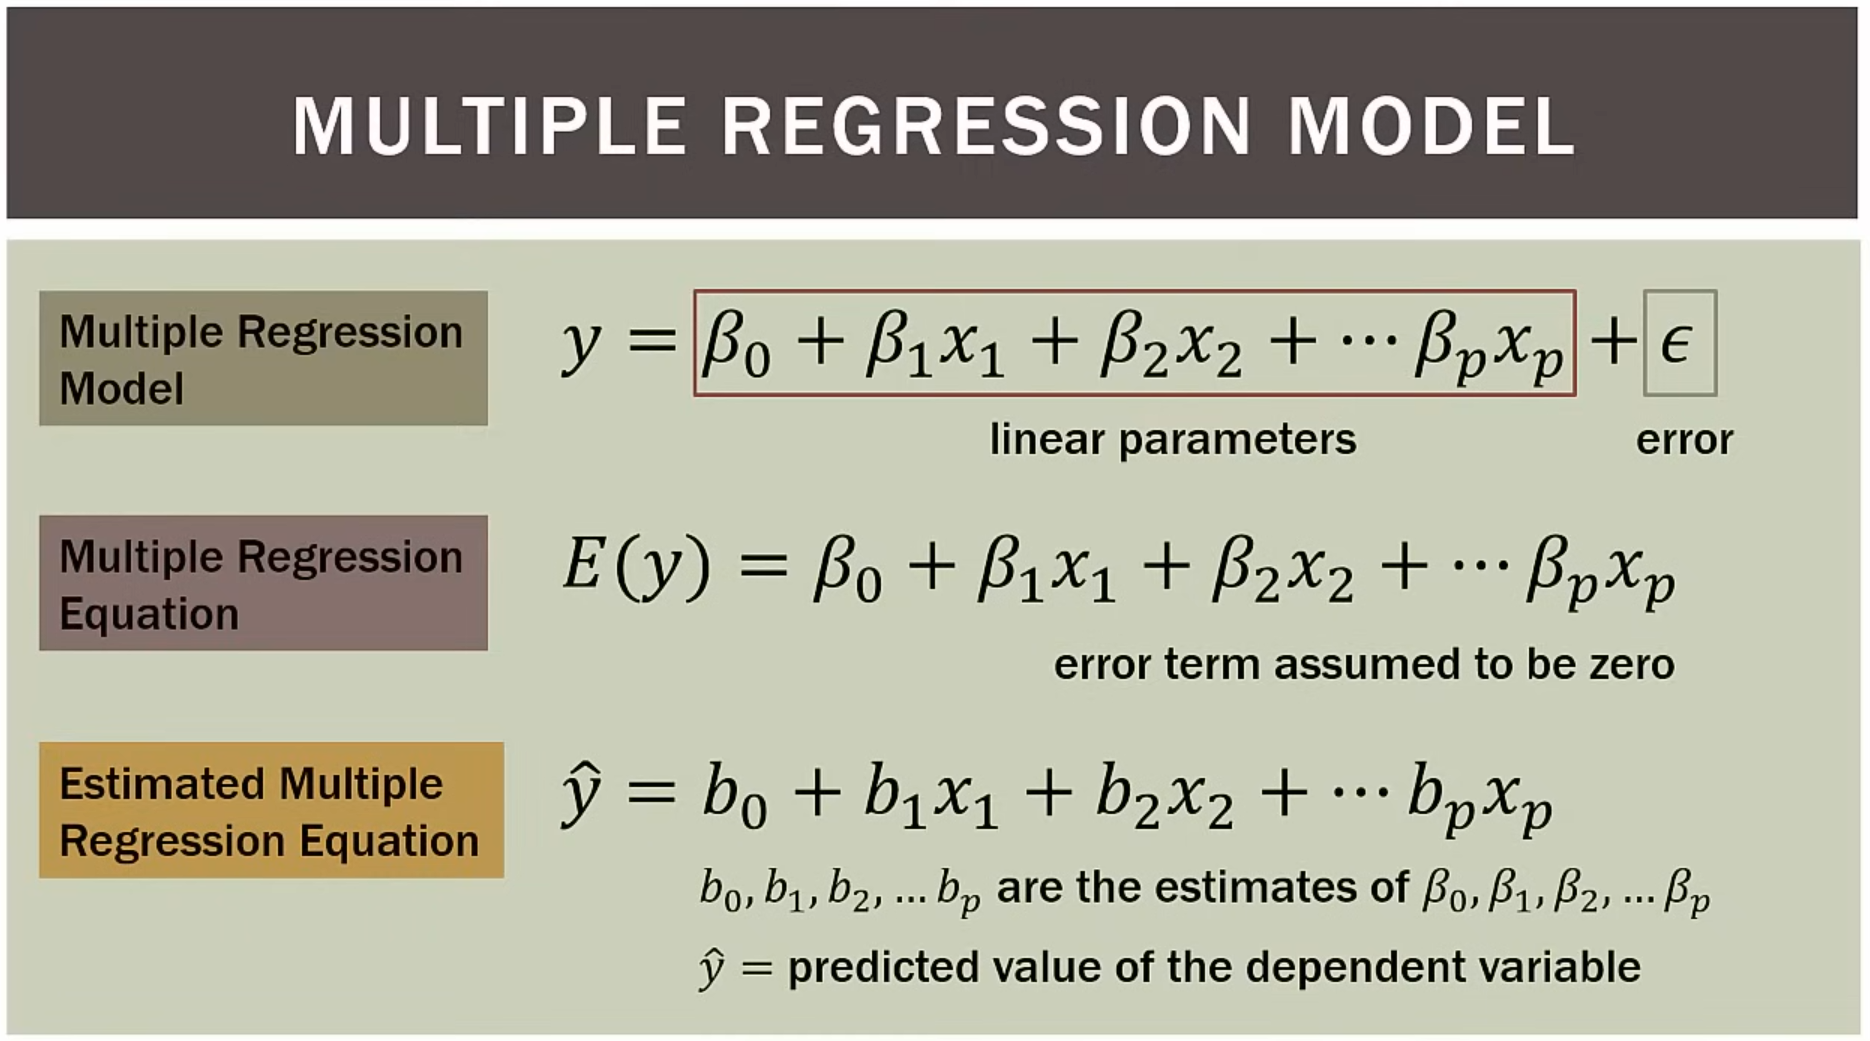 MULTIPLE REGRESSION MODEL
Multiple Regression
Model
y = β₀ + β₁x₁ + β₂x₂ + ⋯ βₚxₚ + ϵ
linear parameters error
Multiple Regression
Equation
E(y) = β₀ + β₁x₁ + β₂x₂ + ⋯ βₚxₚ
error term assumed to be zero
Estimated Multiple
Regression Equation
ŷ = b₀ + b₁x₁ + b₂x₂ + ⋯ bₚxₚ
b₀, b₁, b₂, … bₚ are the estimates of β₀, β₁, β₂, … βₚ
ŷ = predicted value of the dependent variable